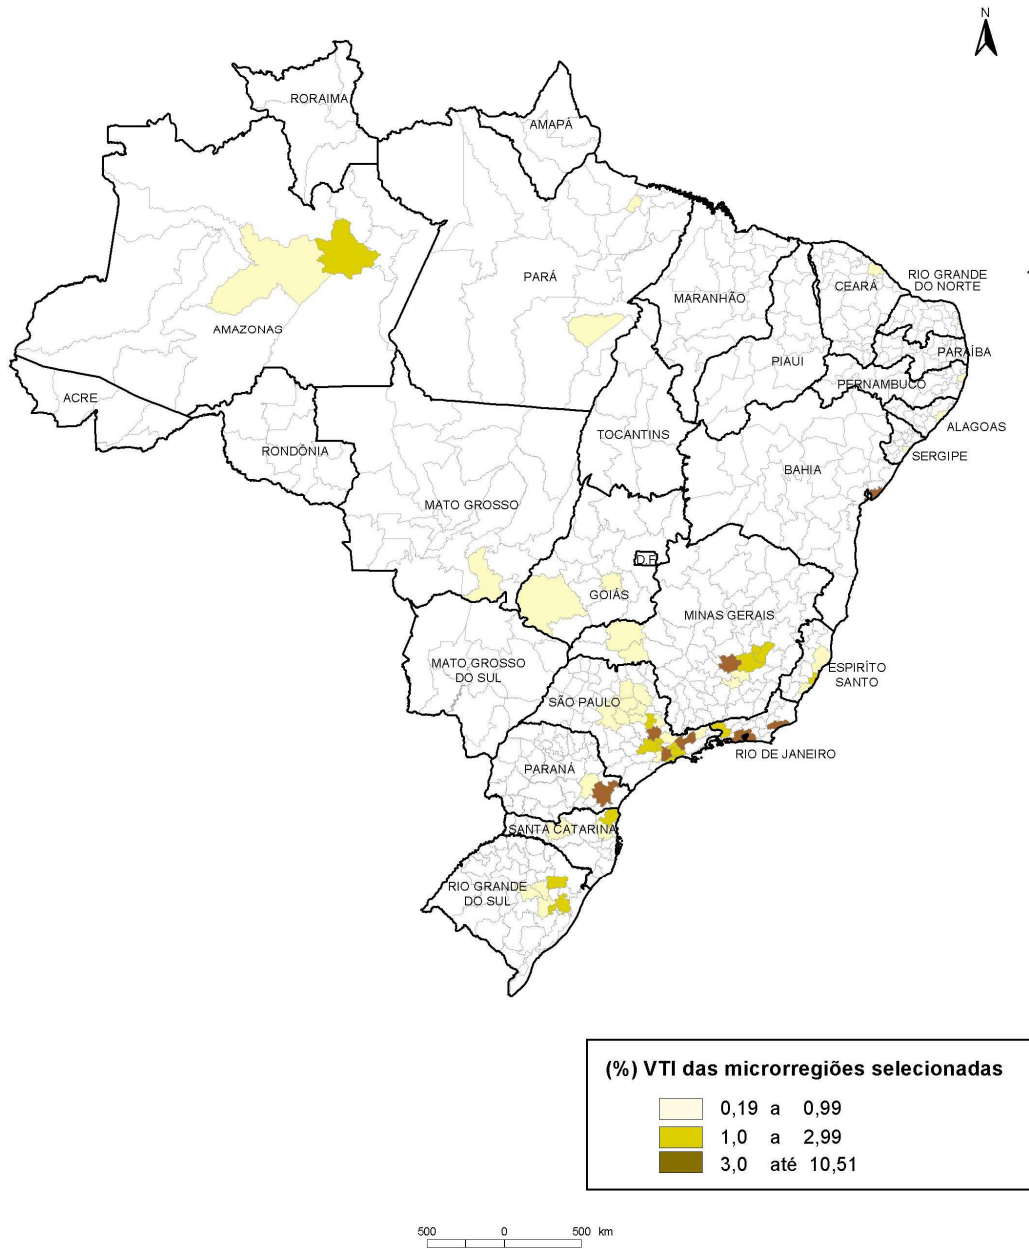 N
RORAIMA
AMAPÁ
PARÁ
MARANHÃO
CEARÁ
RIO GRANDE
DO NORTE
AMAZONAS
PIAUI
PARAÍBA
PERNAMBUCO
ACRE
ALAGOAS
TOCANTINS
RONDÔNIA
SERGIPE
BAHIA
MATO GROSSO
D.F.
GOIÁS
MINAS GERAIS
MATO GROSSO
DO SUL
ESPIRÍTO
SANTO
SÃO PAULO
RIO DE JANEIRO
PARANÁ
SANTA CATARINA
RIO GRANDE
DO SUL
(%) VTI das microrregiões selecionadas
0,19 a 0,99
1,0 a 2,99
3,0 até 10,51
500 0 500 km